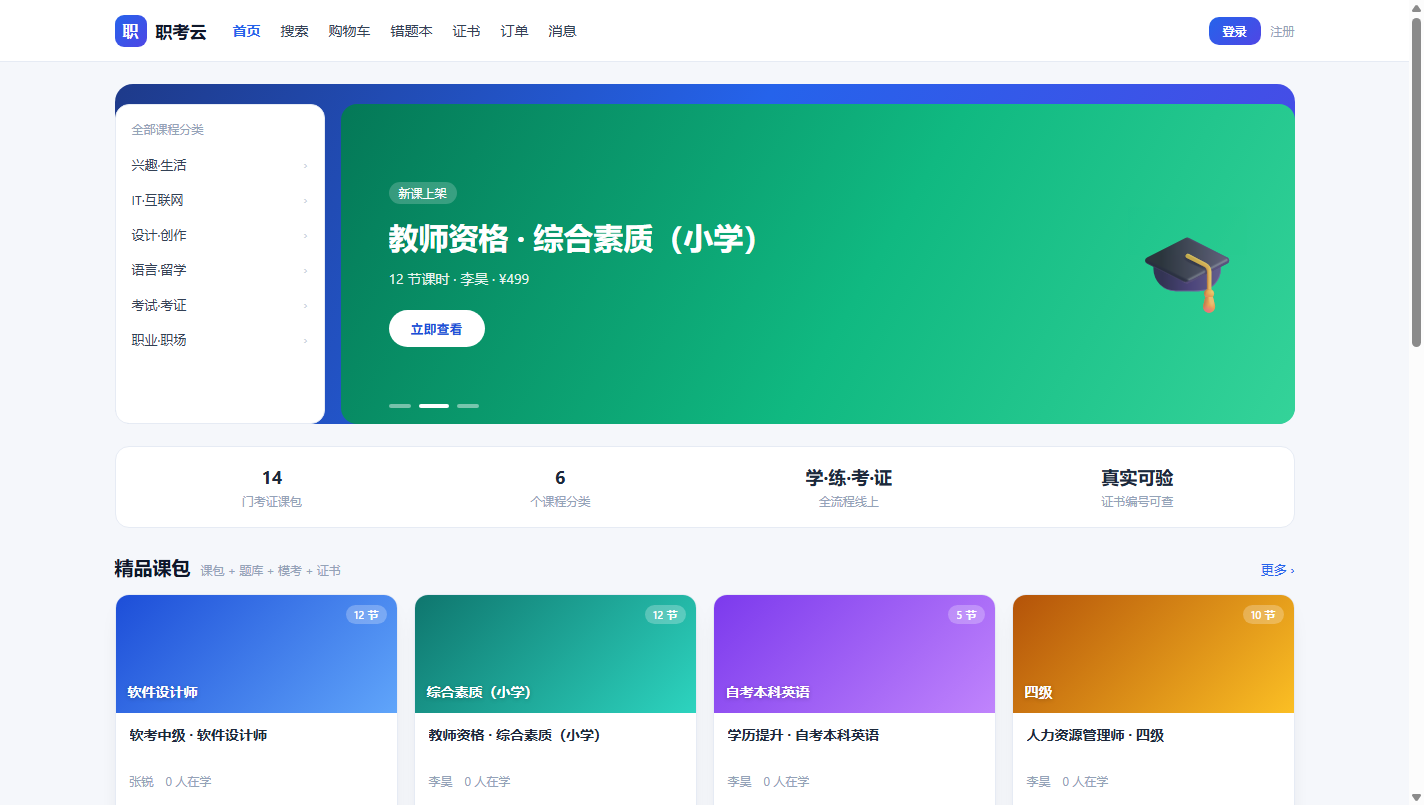 职 职考云 首页 搜索 购物车 错题本 证书 订单 消息 登录 注册
全部课程分类
兴趣·生活 ›
IT·互联网 ›
设计·创作 ›
语言·留学 ›
考试·考证 ›
职业·职场 ›
新课上架
教师资格 · 综合素质（小学）
12 节课时 · 李昊 · ¥499
立即查看
14 6 学·练·考·证 真实可验
门考证课包 个课程分类 全流程线上 证书编号可查
精品课包 课包 + 题库 + 模考 + 证书 更多 ›
12 节 12 节 5 节 10 节
软件设计师 综合素质（小学） 自考本科英语 四级
软考中级 · 软件设计师 教师资格 · 综合素质（小学） 学历提升 · 自考本科英语 人力资源管理师 · 四级
张锐 0 人在学 李昊 0 人在学 李昊 0 人在学 李昊 0 人在学